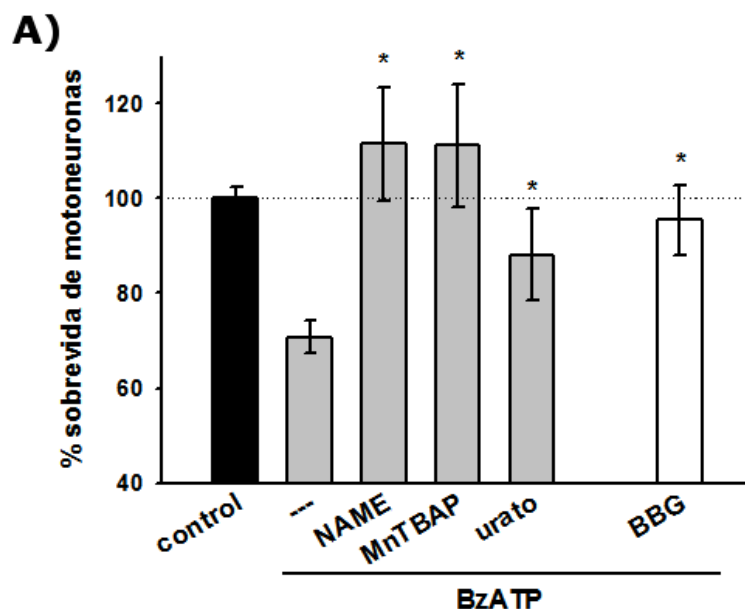 A)
% sobrevida de motoneuronas
120
100
80
60
40
* * * *
control --- NAME MnTBAP urato BBG
BzATP